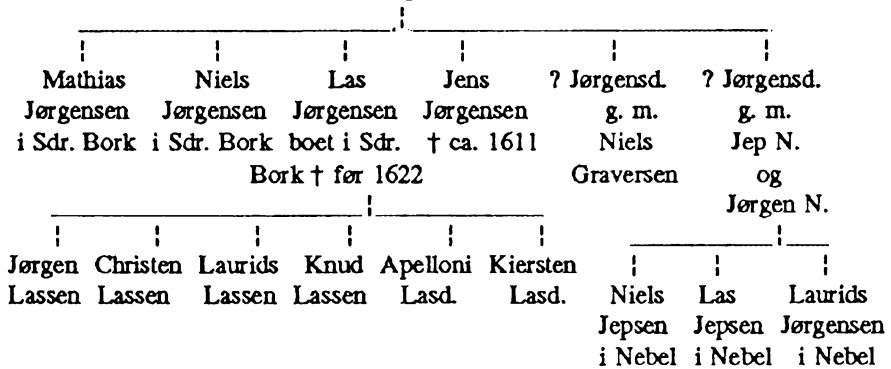 Mathias Niels Las Jens ? Jørgensd. ? Jørgensd.
Jørgensen Jørgensen Jørgensen Jørgensen g. m. g. m.
i Sdr. Bork i Sdr. Bork boet i Sdr. † ca. 1611 Niels Jep N.
Bork † før 1622 Graversen og
Jørgen N.
Jørgen Christen Laurids Knud Apelloni Kiersten
Lassen Lassen Lassen Lassen Lasd. Lasd.
Niels Las Laurids
Jepsen Jepsen Jørgensen
i Nebel i Nebel i Nebel